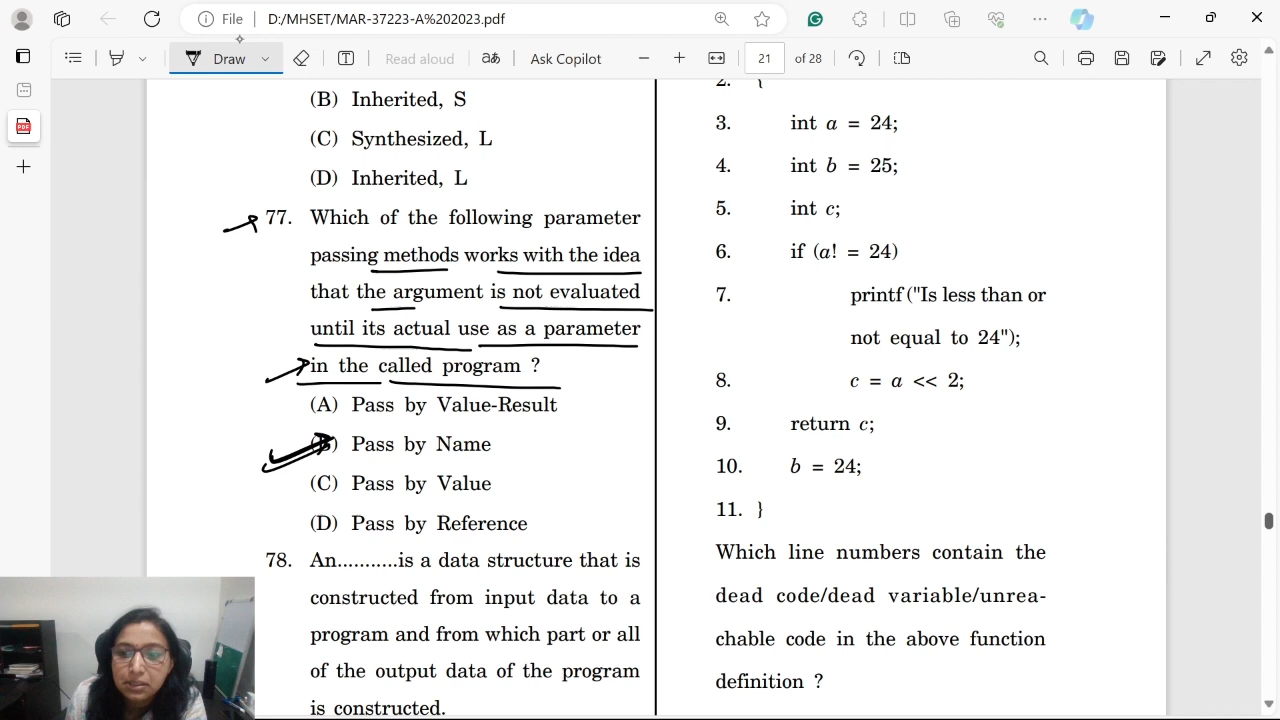 File
D:/MHSET/MAR-37223-A%202023.pdf
Draw
Read aloud
aあ
Ask Copilot
21
of 28
(B) Inherited, S
(C) Synthesized, L
(D) Inherited, L
77. Which of the following parameter
passing methods works with the idea
that the argument is not evaluated
until its actual use as a parameter
in the called program ?
(A) Pass by Value-Result
(B) Pass by Name
(C) Pass by Value
(D) Pass by Reference
78. An...........is a data structure that is
constructed from input data to a
program and from which part or all
of the output data of the program
is constructed.
2. {
3. int a = 24;
4. int b = 25;
5. int c;
6. if (a! = 24)
7. printf ("Is less than or
not equal to 24");
8. c = a << 2;
9. return c;
10. b = 24;
11. }
Which line numbers contain the
dead code/dead variable/unrea-
chable code in the above function
definition ?